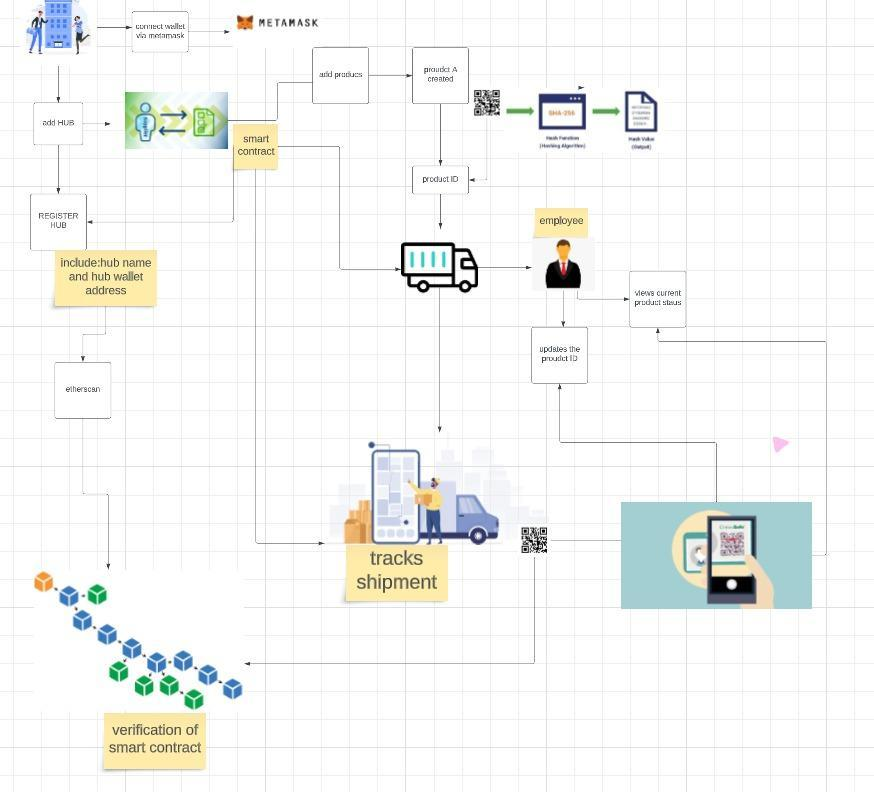 connect wallet
via metamask
METAMASK
add producs
proudct A
created
add HUB
smart
contract
SHA-256
Hash Function
(Hashing Algorithm)
Hash Value
(Output)
product ID
REGISTER
HUB
employee
include:hub name
and hub wallet
address
views current
product staus
updates the
proudct ID
etherscan
tracks
shipment
verification of
smart contract